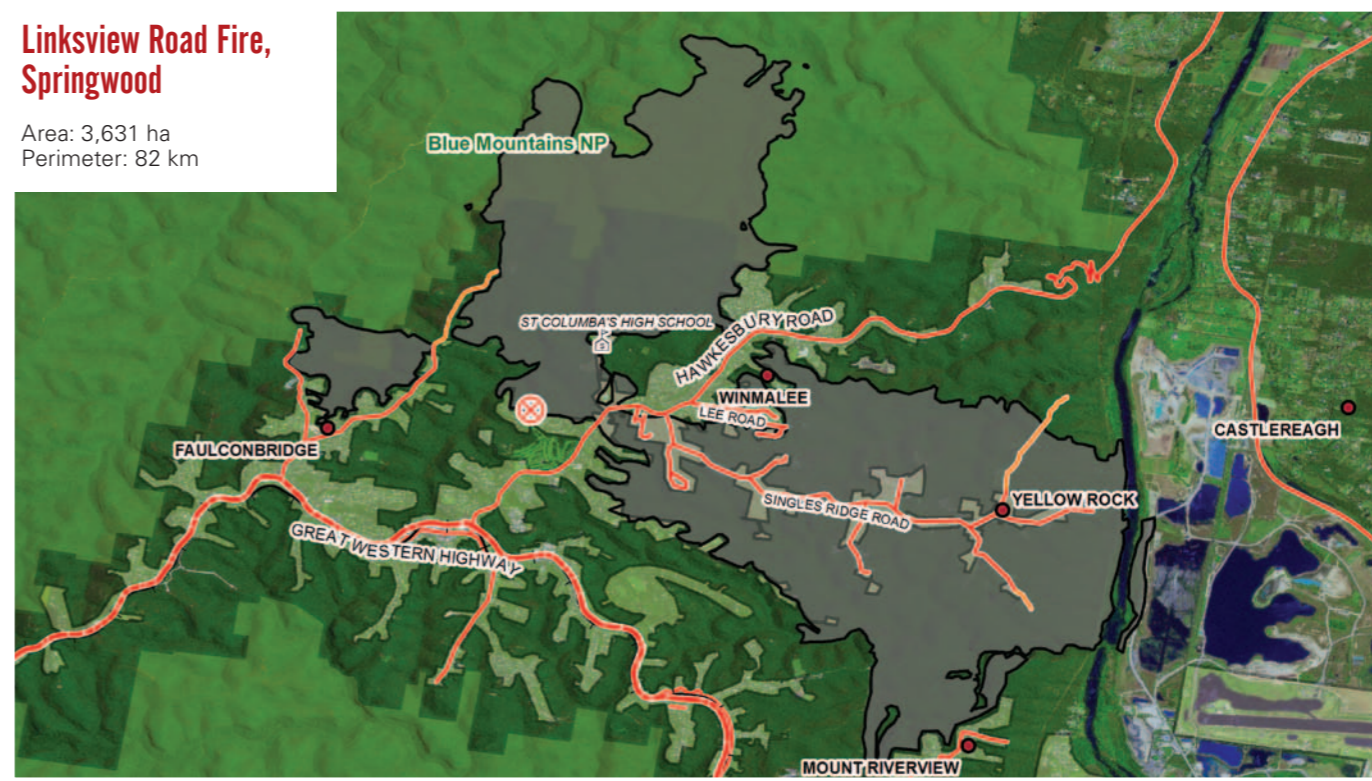 Linksview Road Fire,
Springwood
Area: 3,631 ha
Perimeter: 82 km
Blue Mountains NP
ST COLUMBA'S HIGH SCHOOL
HAWKESBURY ROAD
WINMALEE
LEE ROAD
CASTLEREAGH
FAULCONBRIDGE
YELLOW ROCK
SINGLES RIDGE ROAD
GREAT WESTERN HIGHWAY
MOUNT RIVERVIEW